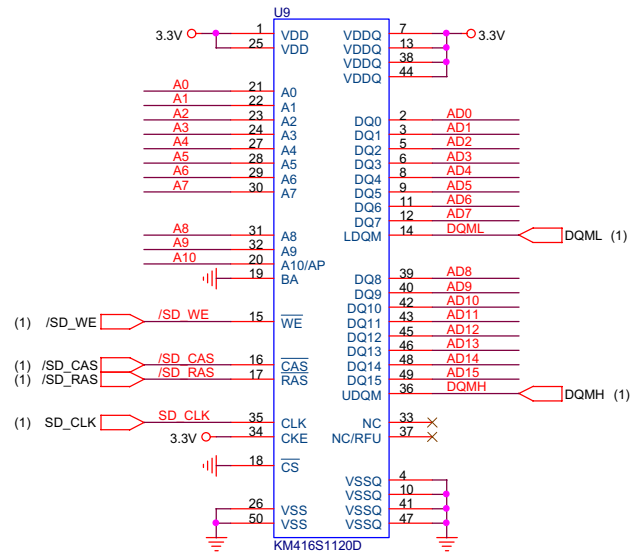 U9
3.3V 1 VDD VDDQ 7 3.3V
25 VDD VDDQ 13
VDDQ 38
VDDQ 44
A0 21 A0
A1 22 A1
A2 23 A2 DQ0 2 AD0
A3 24 A3 DQ1 3 AD1
A4 27 A4 DQ2 5 AD2
A5 28 A5 DQ3 6 AD3
A6 29 A6 DQ4 8 AD4
A7 30 A7 DQ5 9 AD5
DQ6 11 AD6
DQ7 12 AD7
A8 31 A8 LDQM 14 DQML DQML (1)
A9 32 A9
A10 20 A10/AP
19 BA DQ8 39 AD8
DQ9 40 AD9
DQ10 42 AD10
(1) /SD_WE /SD_WE 15 WE DQ11 43 AD11
DQ12 45 AD12
DQ13 46 AD13
(1) /SD_CAS /SD_CAS 16 CAS DQ14 48 AD14
(1) /SD_RAS /SD_RAS 17 RAS DQ15 49 AD15
UDQM 36 DQMH DQMH (1)
(1) SD_CLK SD_CLK 35 CLK NC 33
3.3V 34 CKE NC/RFU 37
18 CS
VSSQ 4
VSSQ 10
26 VSS VSSQ 41
50 VSS VSSQ 47
KM416S1120D